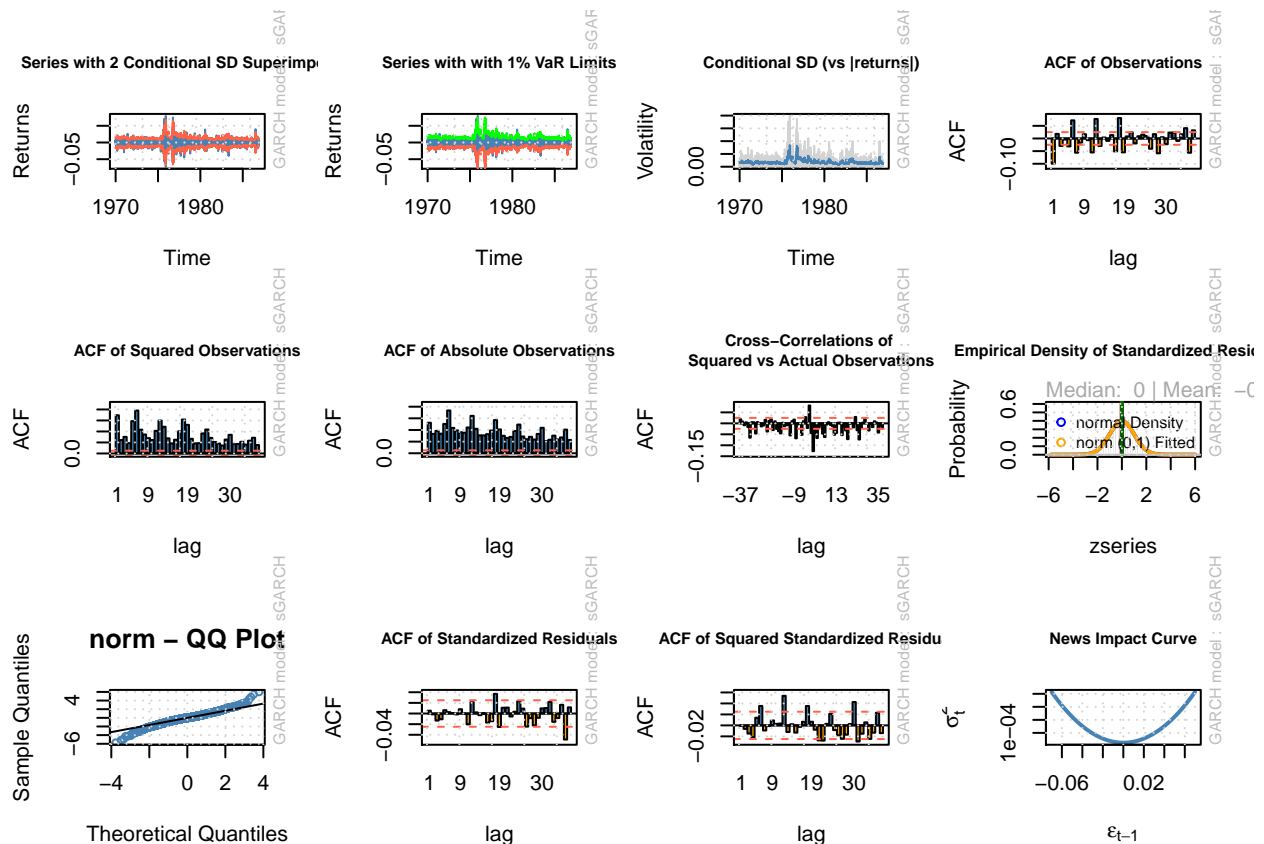 Series with 2 Conditional SD Superimp
Returns
−0.05
1970 1980
Time
GARCH model : sGAR
Series with with 1% VaR Limits
Returns
−0.05
1970 1980
Time
GARCH model : sGAR
Conditional SD (vs |returns|)
Volatility
0.00
1970 1980
Time
GARCH model : sGAR
ACF of Observations
ACF
−0.10
1 9 19 30
lag
GARCH model : sGAR
ACF of Squared Observations
ACF
0.0
1 9 19 30
lag
GARCH model : sGARCH
ACF of Absolute Observations
ACF
0.0
1 9 19 30
lag
GARCH model : sGARCH
Cross−Correlations of
Squared vs Actual Observations
ACF
−0.15
−37 −9 13 35
lag
GARCH model : sGARCH
Empirical Density of Standardized Resid
Median: 0 | Mean: −0
Probability
0.0 0.6
normal Density
norm (0,1) Fitted
−6 −2 2 6
zseries
GARCH model : sGARCH
norm − QQ Plot
Sample Quantiles
−6 4
−4 0 2 4
Theoretical Quantiles
GARCH model : sGARCH
ACF of Standardized Residuals
ACF
−0.04
1 9 19 30
lag
GARCH model : sGARCH
ACF of Squared Standardized Residu
ACF
−0.02
1 9 19 30
lag
GARCH model : sGARCH
News Impact Curve
1e−04
−0.06 0.02
εt−1
GARCH model : sGARCH